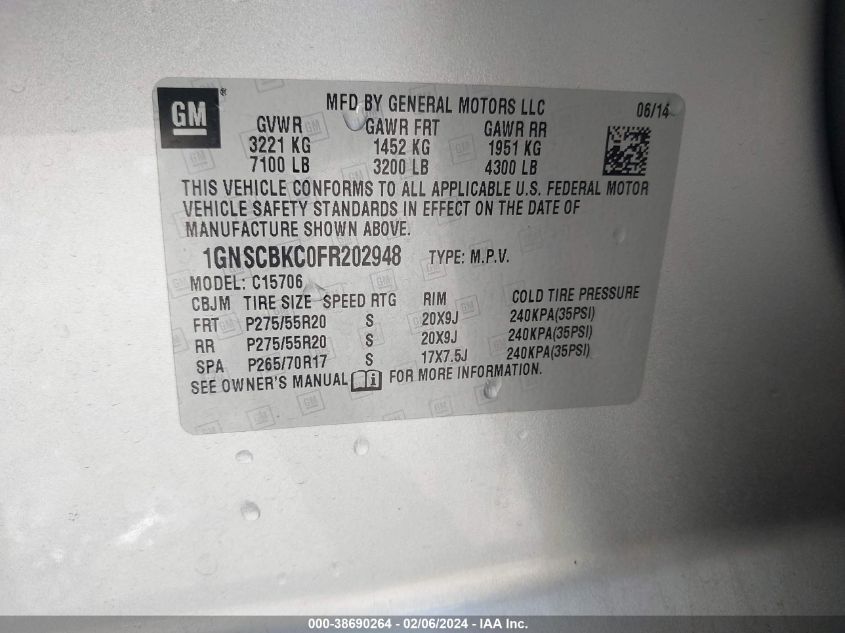 GM ®
MFD BY GENERAL MOTORS LLC 06/14
GVWR GAWR FRT GAWR RR
3221 KG 1452 KG 1951 KG
7100 LB 3200 LB 4300 LB
THIS VEHICLE CONFORMS TO ALL APPLICABLE U.S. FEDERAL MOTOR
VEHICLE SAFETY STANDARDS IN EFFECT ON THE DATE OF
MANUFACTURE SHOWN ABOVE.
1GNSCBKC0FR202948 TYPE: M.P.V.
MODEL: C15706
CBJM TIRE SIZE SPEED RTG RIM COLD TIRE PRESSURE
FRT P275/55R20 S 20X9J 240KPA(35PSI)
RR P275/55R20 S 20X9J 240KPA(35PSI)
SPA P265/70R17 S 17X7.5J 240KPA(35PSI)
SEE OWNER'S MANUAL FOR MORE INFORMATION.
000-38690264 - 02/06/2024 - IAA Inc.